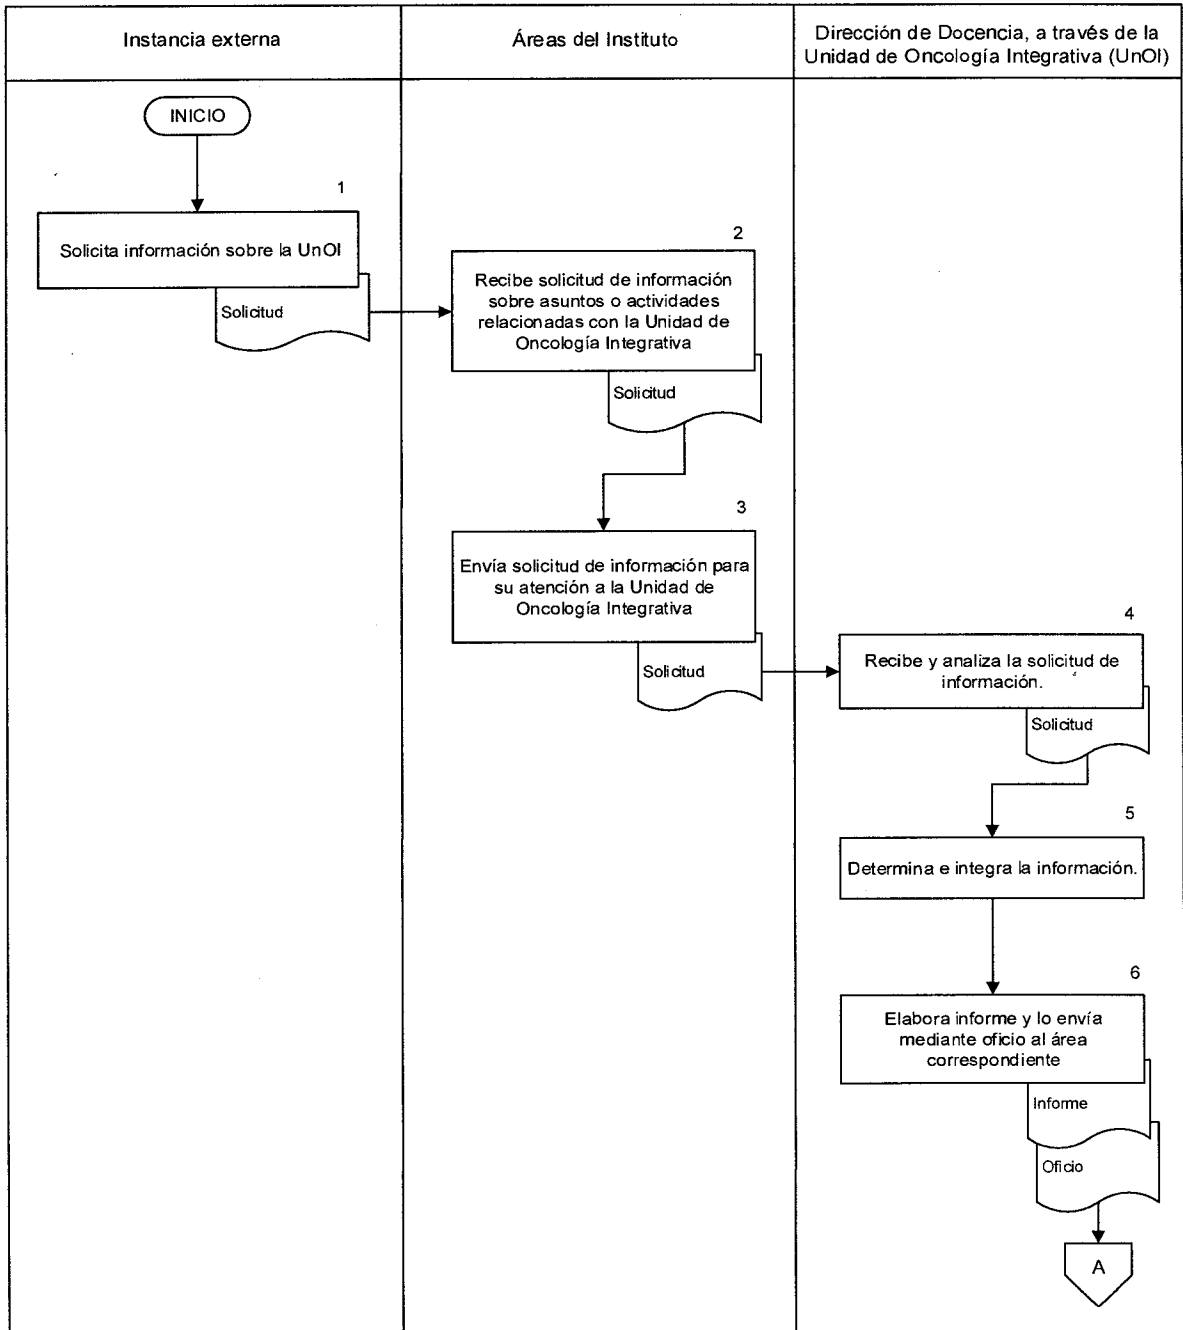 Instancia externa
Áreas del Instituto
Dirección de Docencia, a través de la
Unidad de Oncología Integrativa (UnOI)
INICIO
1
Solicita información sobre la UnOI
Solicitud
2
Recibe solicitud de información
sobre asuntos o actividades
relacionadas con la Unidad de
Oncología Integrativa
Solicitud
3
Envía solicitud de información para
su atención a la Unidad de
Oncología Integrativa
Solicitud
4
Recibe y analiza la solicitud de
información.
Solicitud
5
Determina e integra la información.
6
Elabora informe y lo envía
mediante oficio al área
correspondiente
Informe
Oficio
A